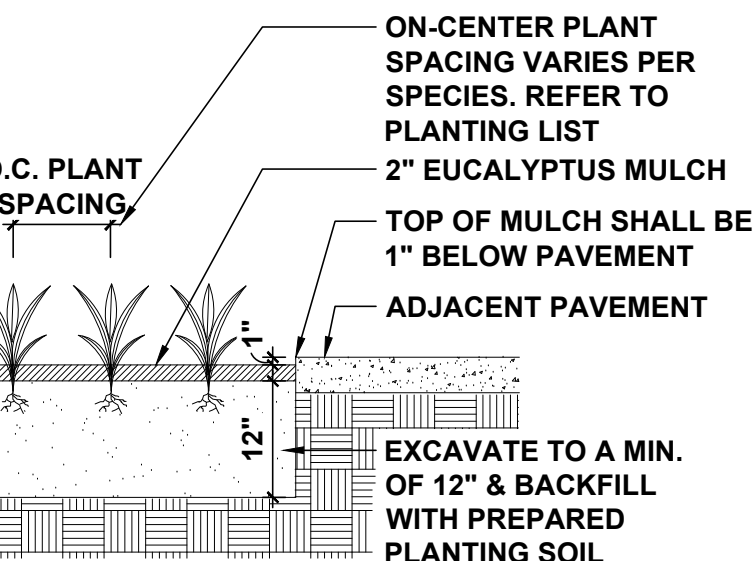 ON-CENTER PLANT
SPACING VARIES PER
SPECIES. REFER TO
PLANTING LIST
O.C. PLANT
SPACING
2" EUCALYPTUS MULCH
TOP OF MULCH SHALL BE
1" BELOW PAVEMENT
ADJACENT PAVEMENT
1"
12"
EXCAVATE TO A MIN.
OF 12" & BACKFILL
WITH PREPARED
PLANTING SOIL